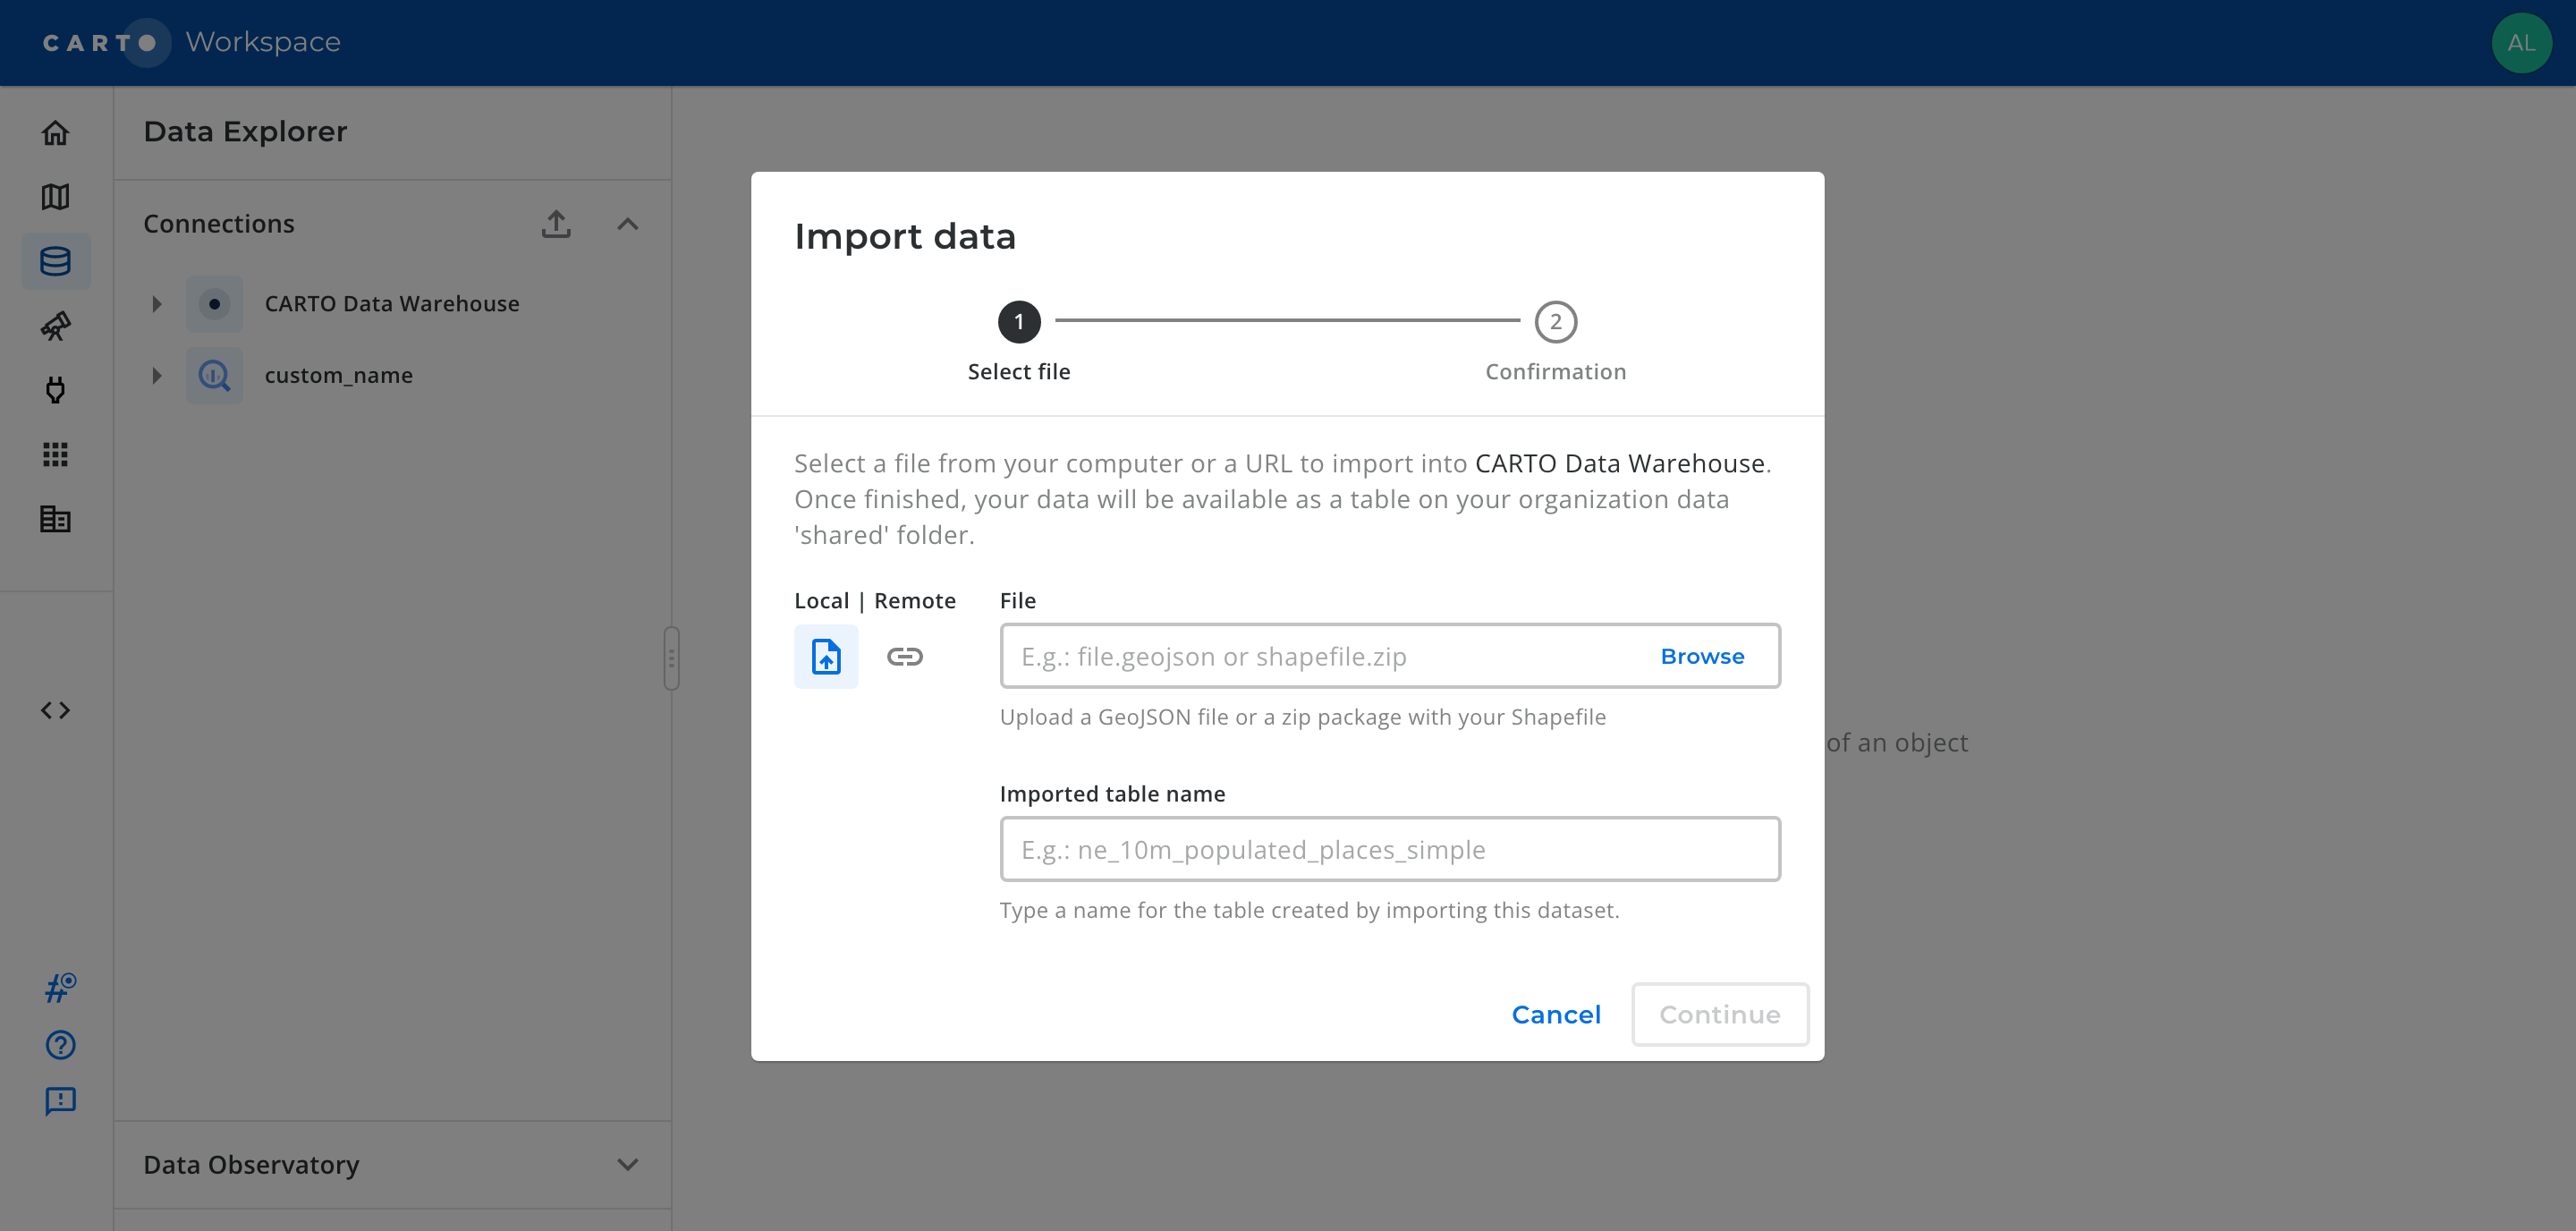 CARTO Workspace
AL
Data Explorer
Connections
CARTO Data Warehouse
custom_name
Data Observatory
Import data
1
2
Select file
Confirmation
Select a file from your computer or a URL to import into CARTO Data Warehouse.
Once finished, your data will be available as a table on your organization data
'shared' folder.
Local | Remote
File
E.g.: file.geojson or shapefile.zip
Browse
Upload a GeoJSON file or a zip package with your Shapefile
Imported table name
E.g.: ne_10m_populated_places_simple
Type a name for the table created by importing this dataset.
Cancel
Continue
of an object